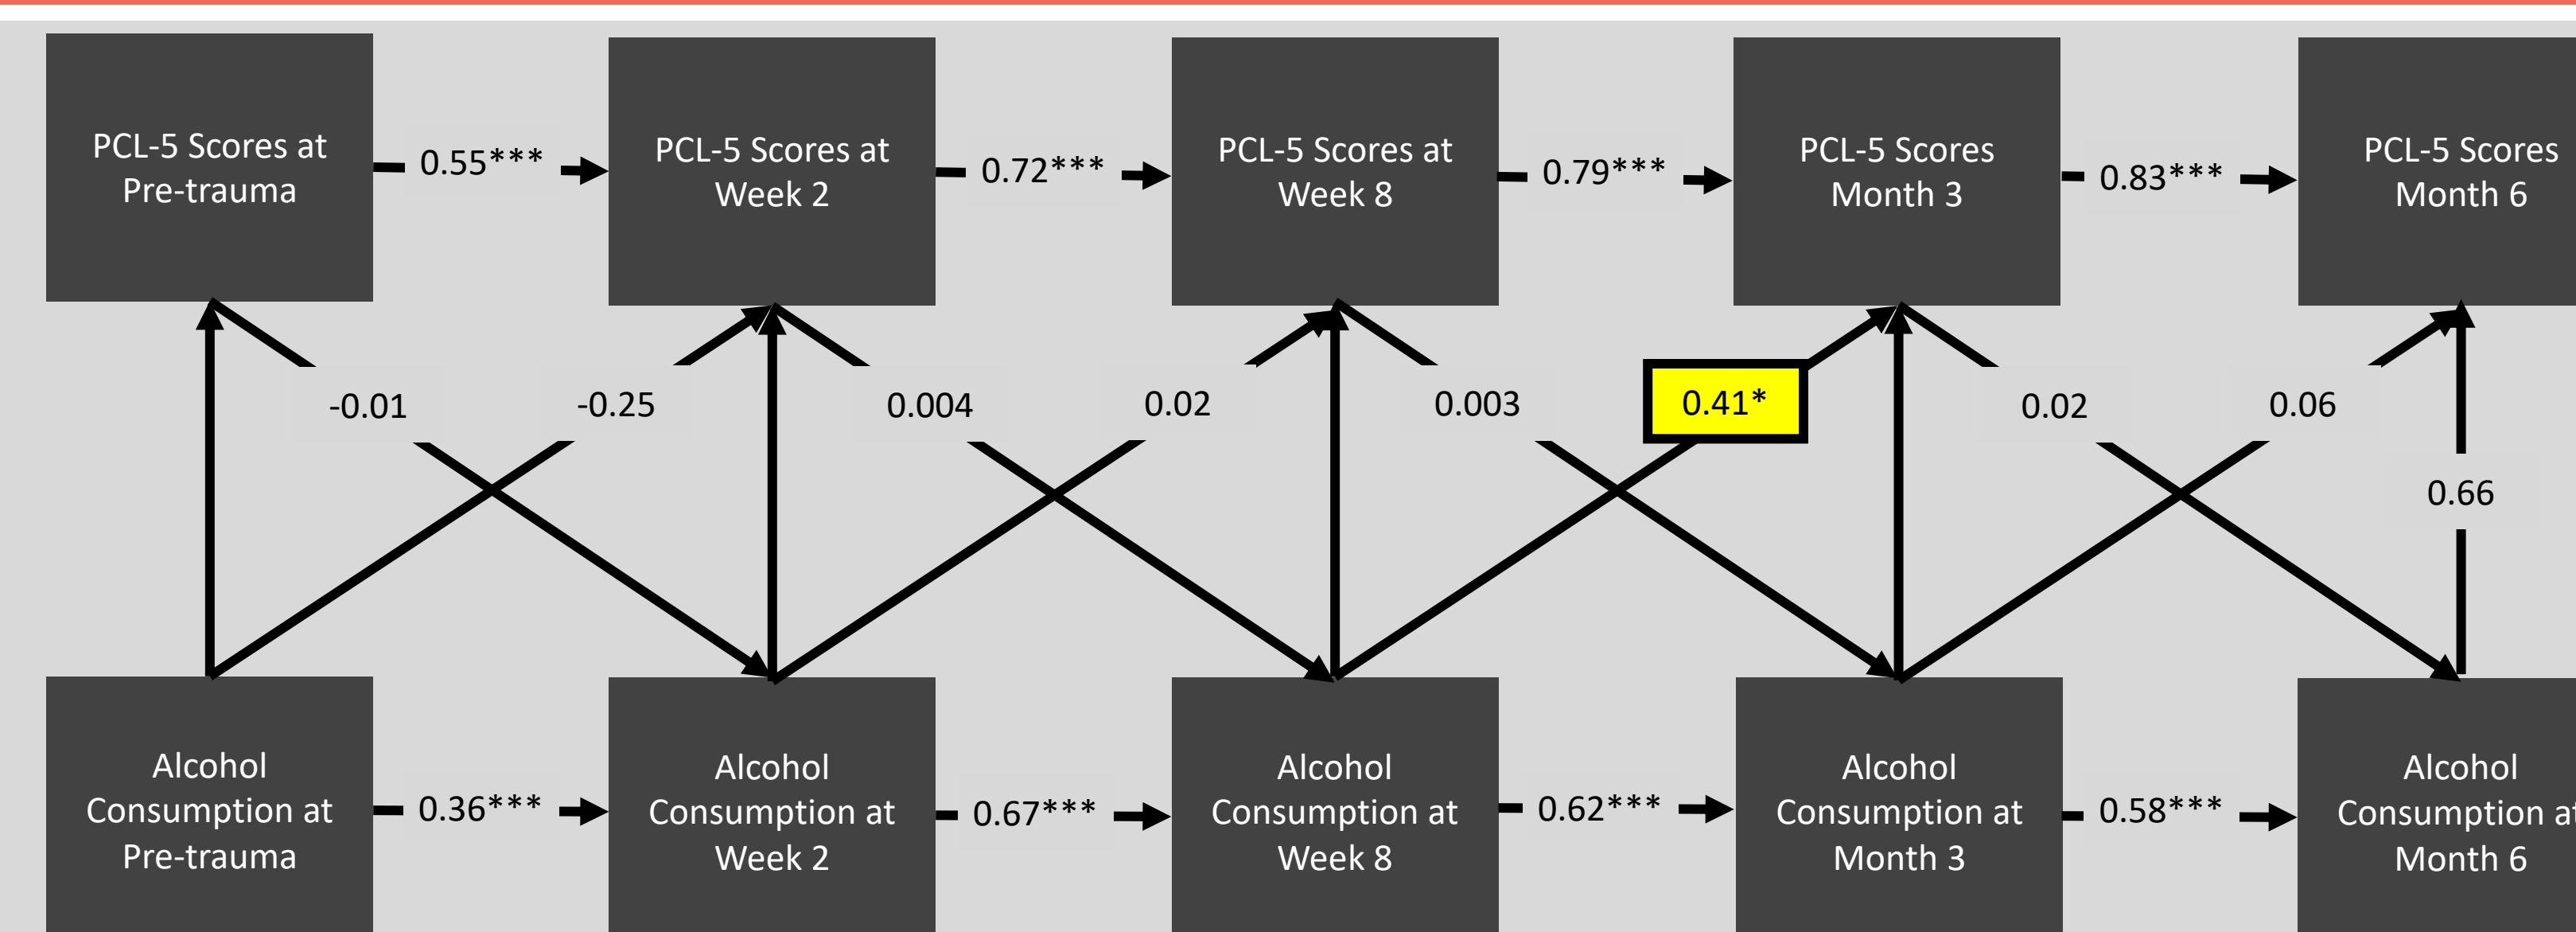 PCL-5 Scores at
Pre-trauma
0.55***
PCL-5 Scores at
Week 2
0.72***
PCL-5 Scores at
Week 8
0.79***
PCL-5 Scores
Month 3
0.83***
PCL-5 Scores
Month 6
-0.01
-0.25
0.004
0.02
0.003
0.41*
0.02
0.06
0.66
Alcohol
Consumption at
Pre-trauma
0.36***
Alcohol
Consumption at
Week 2
0.67***
Alcohol
Consumption at
Week 8
0.62***
Alcohol
Consumption at
Month 3
0.58***
Alcohol
Consumption at
Month 6